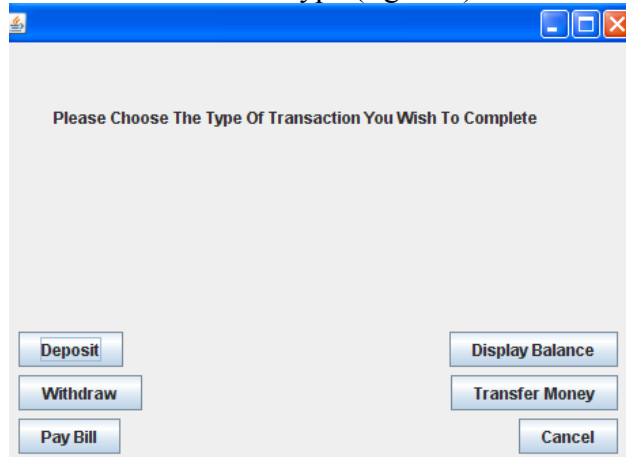 Please Choose The Type Of Transaction You Wish To Complete
Deposit
Display Balance
Withdraw
Transfer Money
Pay Bill
Cancel